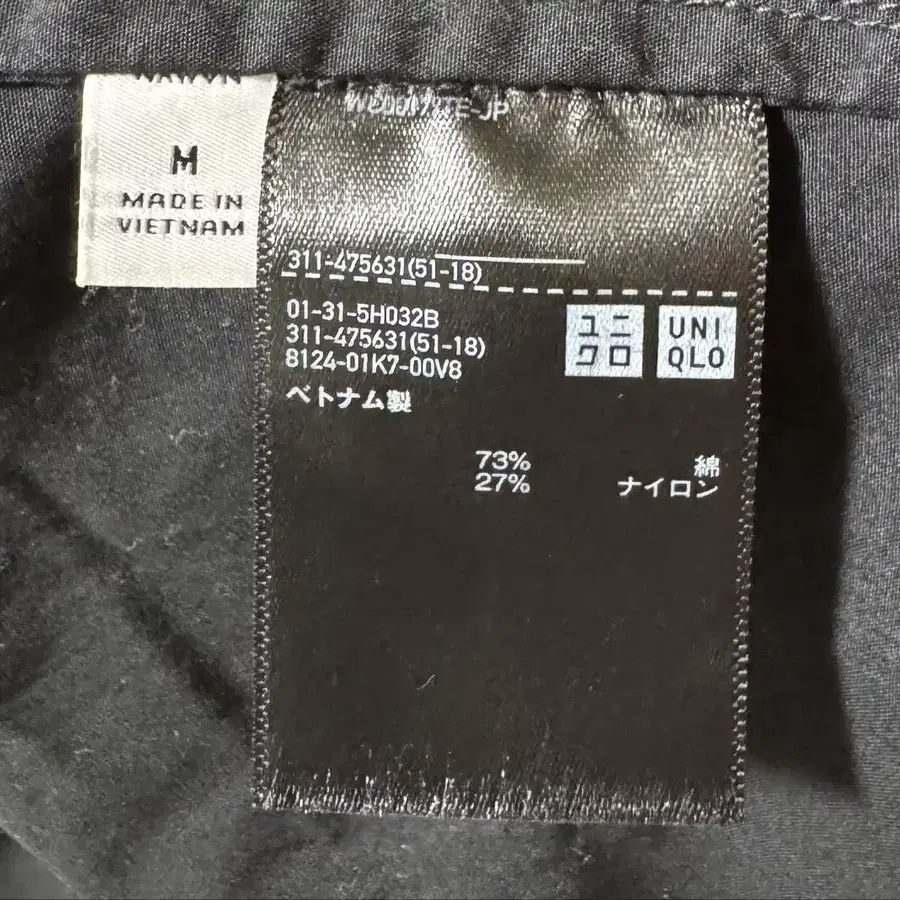 M
MADE IN
VIETNAM
311-475631(51-18)
01-31-5H032B
311-475631(51-18)
8124-01K7-00V8
ベトナム製
ユニ
クロ
UNI
QLO
73% 綿
27% ナイロン